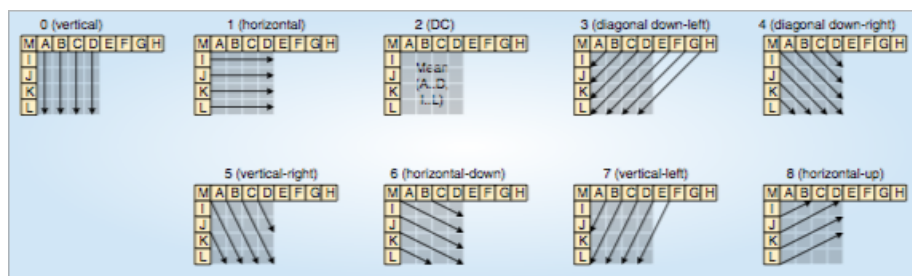 0 (vertical)
M A B C D E F G H
I
J
K
L
1 (horizontal)
M A B C D E F G H
I
J
K
L
2 (DC)
M A B C D E F G H
I
J
K
L
Mean
(A..D,
I..L)
3 (diagonal down-left)
M A B C D E F G H
I
J
K
L
4 (diagonal down-right)
M A B C D E F G H
I
J
K
L
5 (vertical-right)
M A B C D E F G H
I
J
K
L
6 (horizontal-down)
M A B C D E F G H
I
J
K
L
7 (vertical-left)
M A B C D E F G H
I
J
K
L
8 (horizontal-up)
M A B C D E F G H
I
J
K
L